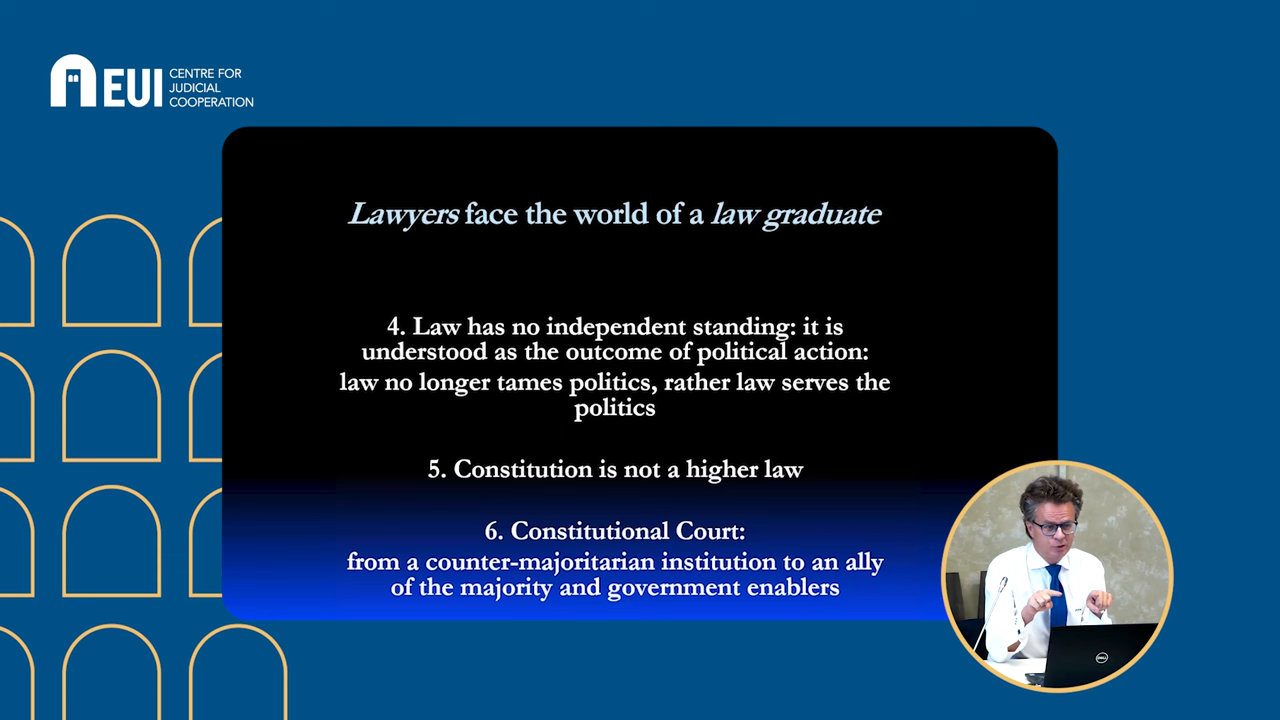 EUI
CENTRE FOR
JUDICIAL
COOPERATION
Lawyers face the world of a law graduate
4. Law has no independent standing: it is
understood as the outcome of political action:
law no longer tames politics, rather law serves the
politics
5. Constitution is not a higher law
6. Constitutional Court:
from a counter-majoritarian institution to an ally
of the majority and government enablers
DELL